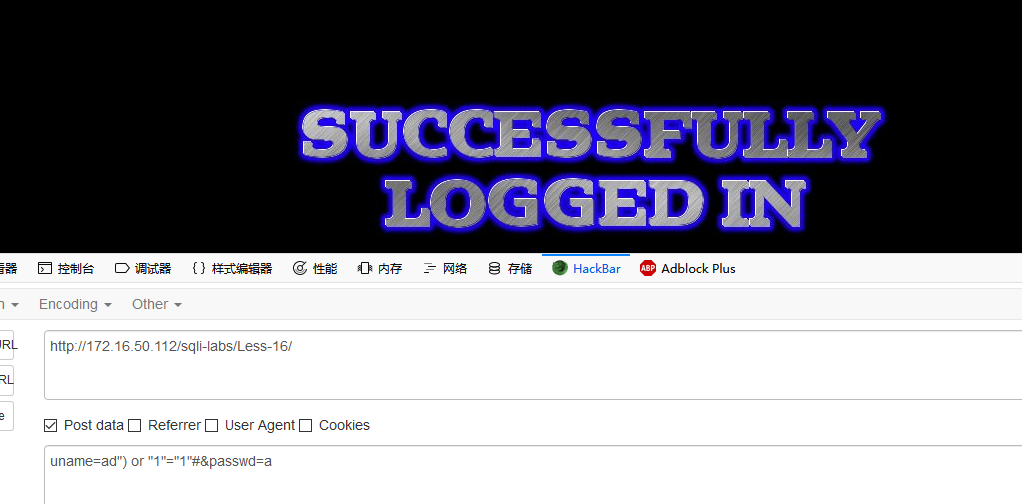 SUCCESSFULLY
LOGGED IN
器 控制台 调试器 { } 样式编辑器 性能 内存 网络 存储 HackBar ABP Adblock Plus
n Encoding Other
URL http://172.16.50.112/sqli-labs/Less-16/
RL
e Post data Referrer User Agent Cookies
uname=ad") or "1"="1"#&passwd=a